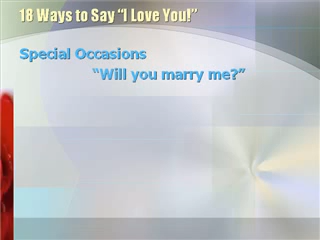 18 Ways to Say “I Love You!”
Special Occasions
“Will you marry me?”